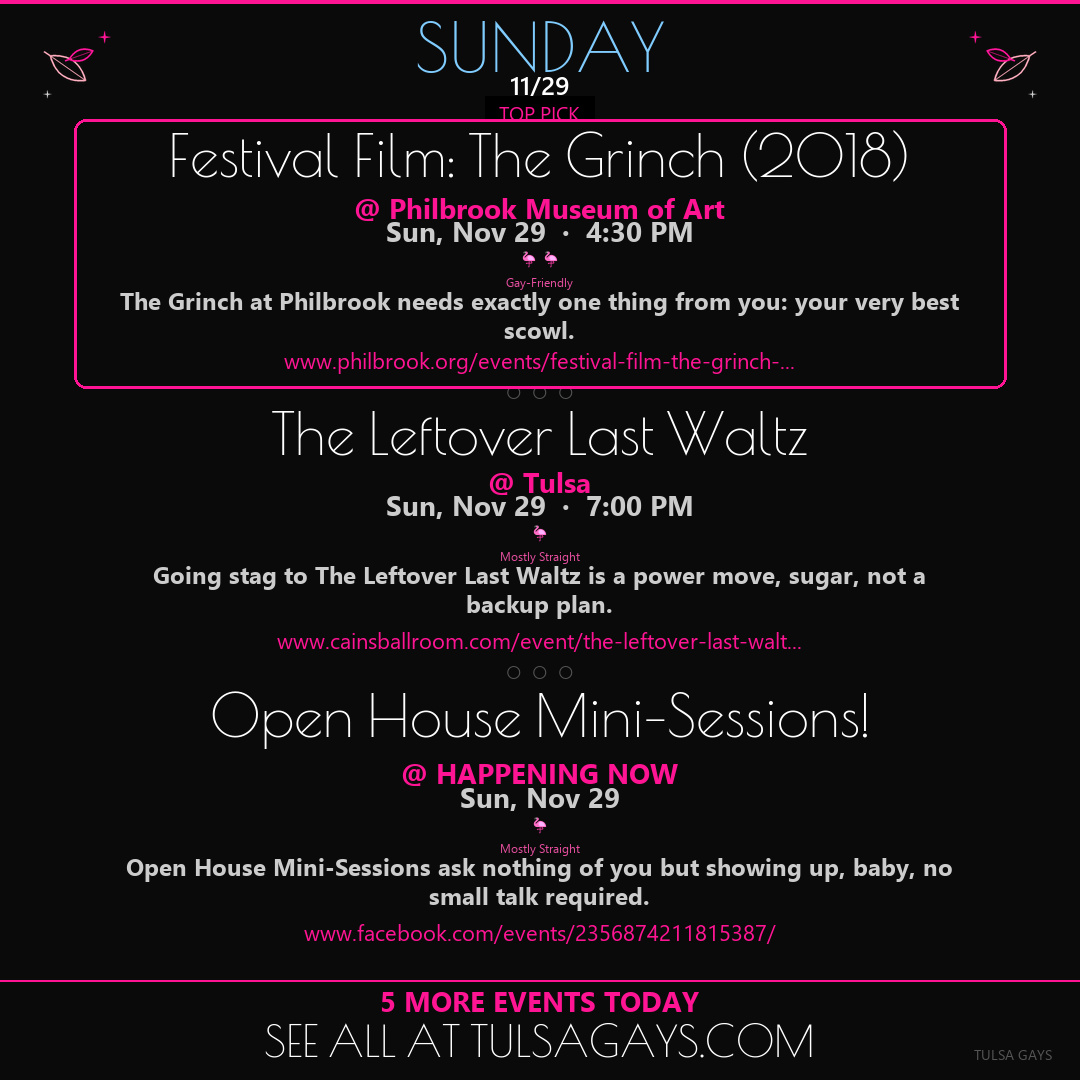 SUNDAY
11/29
TOP PICK
Festival Film: The Grinch (2018)
@ Philbrook Museum of Art
Sun, Nov 29 · 4:30 PM
Gay-Friendly
The Grinch at Philbrook needs exactly one thing from you: your very best
scowl.
www.philbrook.org/events/festival-film-the-grinch-...
The Leftover Last Waltz
@ Tulsa
Sun, Nov 29 · 7:00 PM
Mostly Straight
Going stag to The Leftover Last Waltz is a power move, sugar, not a
backup plan.
www.cainsballroom.com/event/the-leftover-last-walt...
Open House Mini-Sessions!
@ HAPPENING NOW
Sun, Nov 29
Mostly Straight
Open House Mini-Sessions ask nothing of you but showing up, baby, no
small talk required.
www.facebook.com/events/2356874211815387/
5 MORE EVENTS TODAY
SEE ALL AT TULSAGAYS.COM
TULSA GAYS